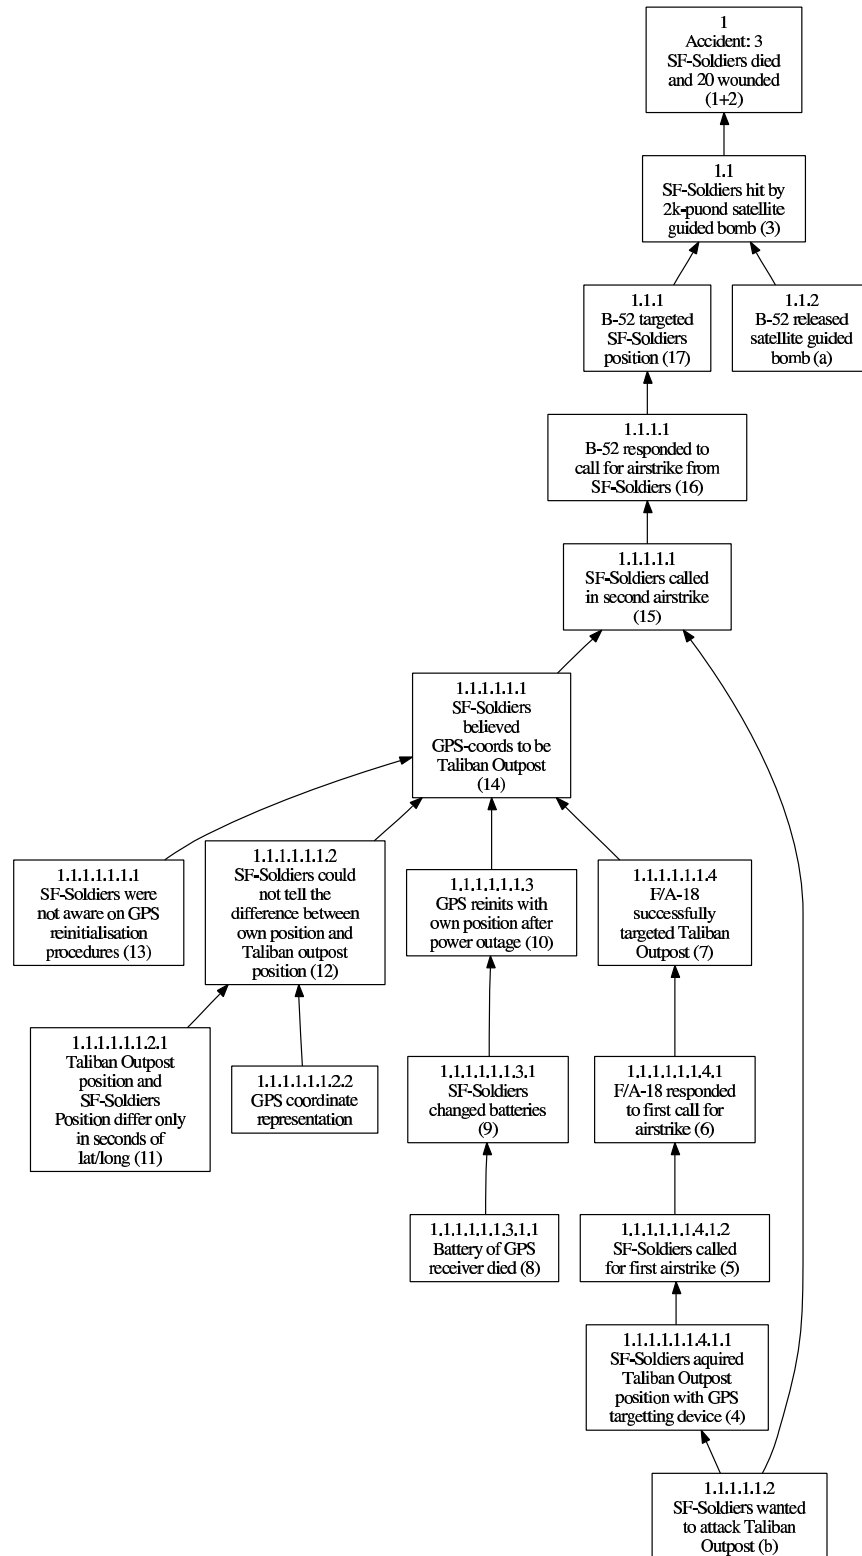 1
Accident: 3
SF-Soldiers died
and 20 wounded
(1+2)
1.1
SF-Soldiers hit by
2k-puond satellite
guided bomb (3)
1.1.1
B-52 targeted
SF-Soldiers
position (17)
1.1.2
B-52 released
satellite guided
bomb (a)
1.1.1.1
B-52 responded to
call for airstrike from
SF-Soldiers (16)
1.1.1.1.1
SF-Soldiers called
in second airstrike
(15)
1.1.1.1.1.1
SF-Soldiers
believed
GPS-coords to be
Taliban Outpost
(14)
1.1.1.1.1.1.1
SF-Soldiers were
not aware on GPS
reinitialisation
procedures (13)
1.1.1.1.1.1.2
SF-Soldiers could
not tell the
difference between
own position and
Taliban outpost
position (12)
1.1.1.1.1.1.3
GPS reinits with
own position after
power outage (10)
1.1.1.1.1.1.4
F/A-18
successfully
targeted Taliban
Outpost (7)
1.1.1.1.1.1.2.1
Taliban Outpost
position and
SF-Soldiers
Position differ only
in seconds of
lat/long (11)
1.1.1.1.1.1.2.2
GPS coordinate
representation
1.1.1.1.1.1.3.1
SF-Soldiers
changed batteries
(9)
1.1.1.1.1.1.4.1
F/A-18 responded
to first call for
airstrike (6)
1.1.1.1.1.1.3.1.1
Battery of GPS
receiver died (8)
1.1.1.1.1.1.4.1.2
SF-Soldiers called
for first airstrike (5)
1.1.1.1.1.1.4.1.1
SF-Soldiers aquired
Taliban Outpost
position with GPS
targetting device (4)
1.1.1.1.1.2
SF-Soldiers wanted
to attack Taliban
Outpost (b)